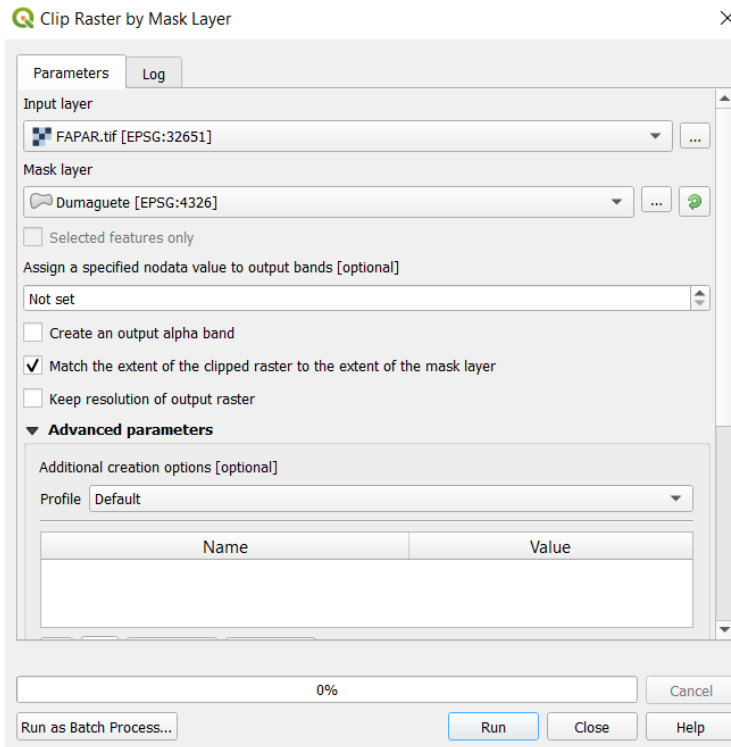 Clip Raster by Mask Layer
Parameters Log
Input layer
FAPAR.tif [EPSG:32651]
...
Mask layer
Dumaguete [EPSG:4326]
...
Selected features only
Assign a specified nodata value to output bands [optional]
Not set
Create an output alpha band
Match the extent of the clipped raster to the extent of the mask layer
Keep resolution of output raster
Advanced parameters
Additional creation options [optional]
Profile Default
Name Value
0% Cancel
Run as Batch Process... Run Close Help